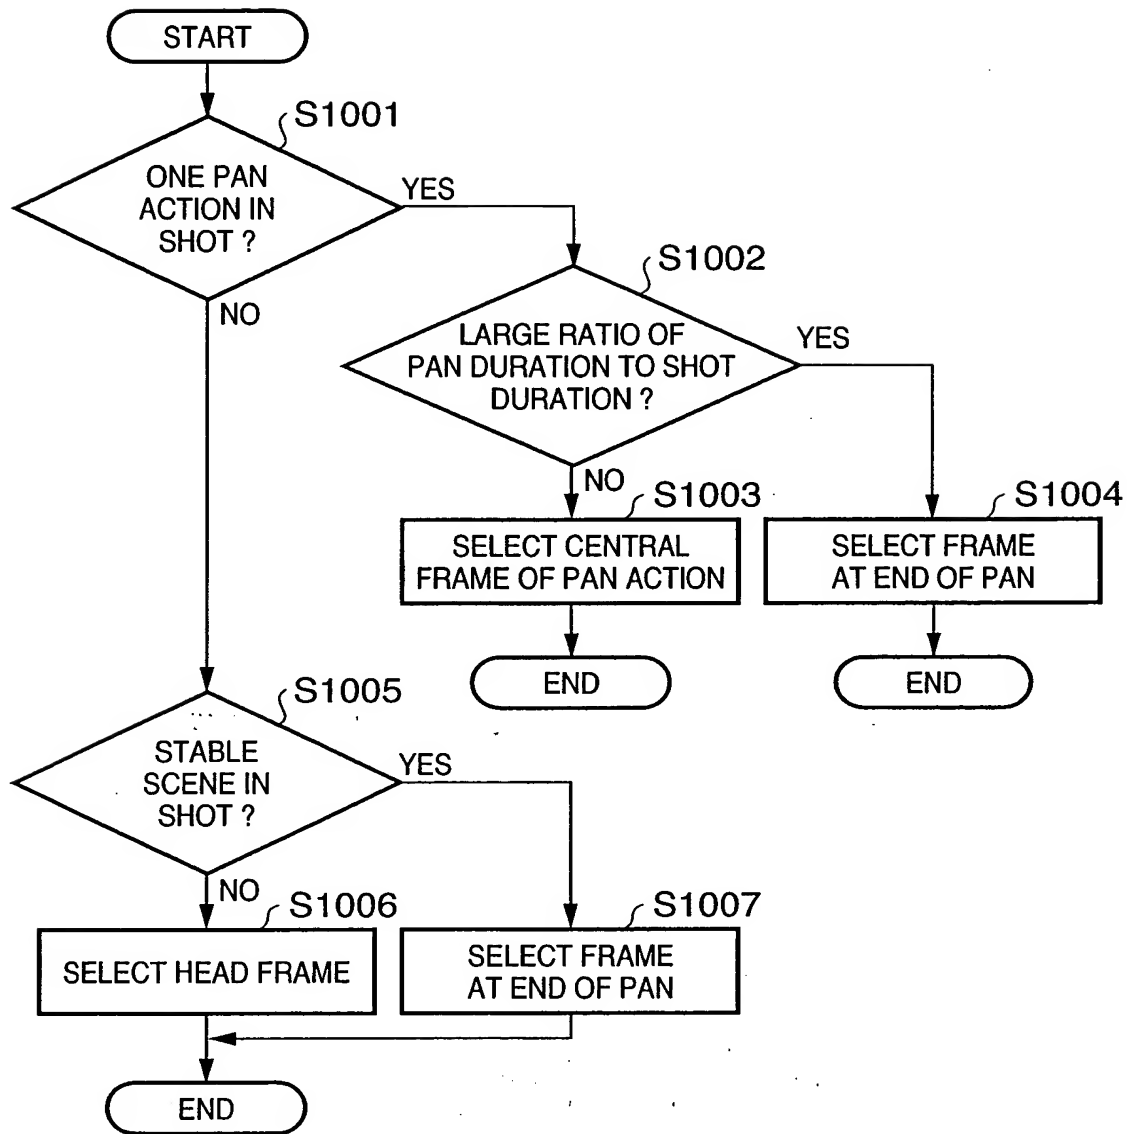 START
S1001
ONE PAN
ACTION IN
SHOT ?
YES
NO
S1002
LARGE RATIO OF
PAN DURATION TO SHOT
DURATION ?
YES
NO
S1003
SELECT CENTRAL
FRAME OF PAN ACTION
END
S1004
SELECT FRAME
AT END OF PAN
END
S1005
STABLE
SCENE IN
SHOT ?
YES
NO
S1006
SELECT HEAD FRAME
S1007
SELECT FRAME
AT END OF PAN
END